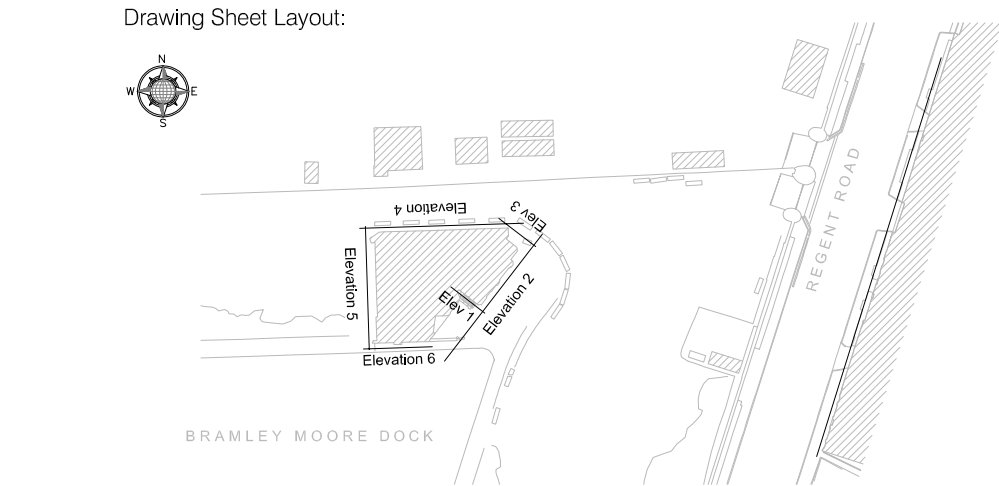 Drawing Sheet Layout:
N
W E
S
REGENT ROAD
Elevation 4
Elev 3
Elevation 5
Elev 1
Elevation 2
Elevation 6
BRAMLEY MOORE DOCK